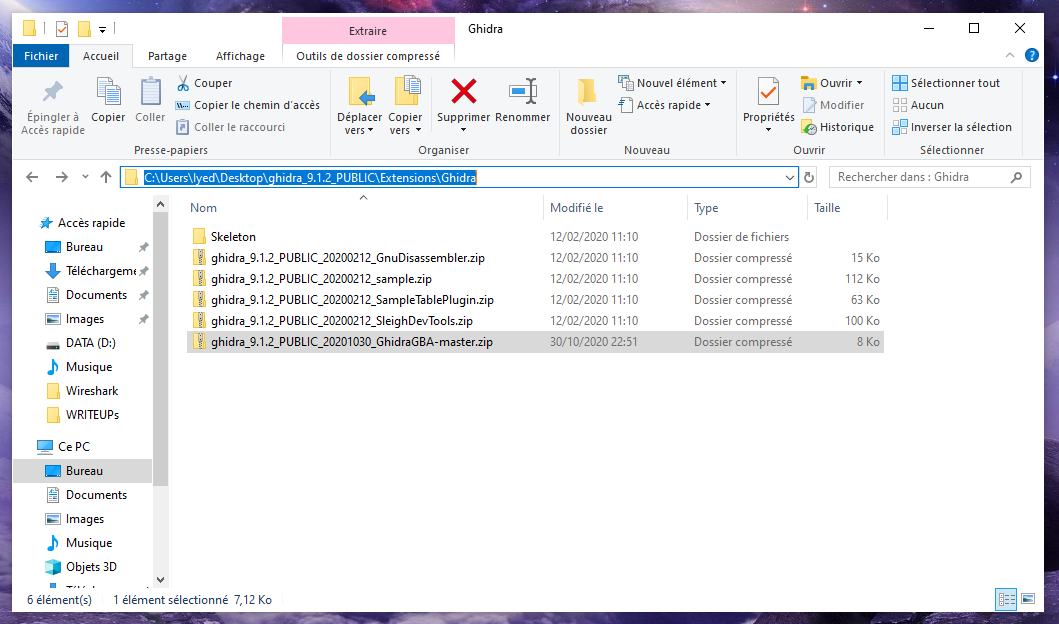 Extraire
Ghidra
Fichier
Accueil
Partage
Affichage
Outils de dossier compressé
Épingler à
Accès rapide
Copier
Coller
Couper
Copier le chemin d'accès
Coller le raccourci
Presse-papiers
Déplacer
vers
Copier
vers
Supprimer
Renommer
Organiser
Nouveau
dossier
Nouvel élément
Accès rapide
Nouveau
Propriétés
Ouvrir
Modifier
Historique
Ouvrir
Sélectionner tout
Aucun
Inverser la sélection
Sélectionner
C:\Users\Iyed\Desktop\ghidra_9.1.2_PUBLIC\Extensions\Ghidra
Rechercher dans : Ghidra
Accès rapide
Bureau
Téléchargeme
Documents
Images
DATA (D:)
Musique
Wireshark
WRITEUPs
Ce PC
Bureau
Documents
Images
Musique
Objets 3D
Nom Modifié le Type Taille
Skeleton 12/02/2020 11:10 Dossier de fichiers
ghidra_9.1.2_PUBLIC_20200212_GnuDisassembler.zip 12/02/2020 11:10 Dossier compressé 15 Ko
ghidra_9.1.2_PUBLIC_20200212_sample.zip 12/02/2020 11:10 Dossier compressé 112 Ko
ghidra_9.1.2_PUBLIC_20200212_SampleTablePlugin.zip 12/02/2020 11:10 Dossier compressé 63 Ko
ghidra_9.1.2_PUBLIC_20200212_SleighDevTools.zip 12/02/2020 11:10 Dossier compressé 100 Ko
ghidra_9.1.2_PUBLIC_20201030_GhidraGBA-master.zip 30/10/2020 22:51 Dossier compressé 8 Ko
6 élément(s) 1 élément sélectionné 7,12 Ko